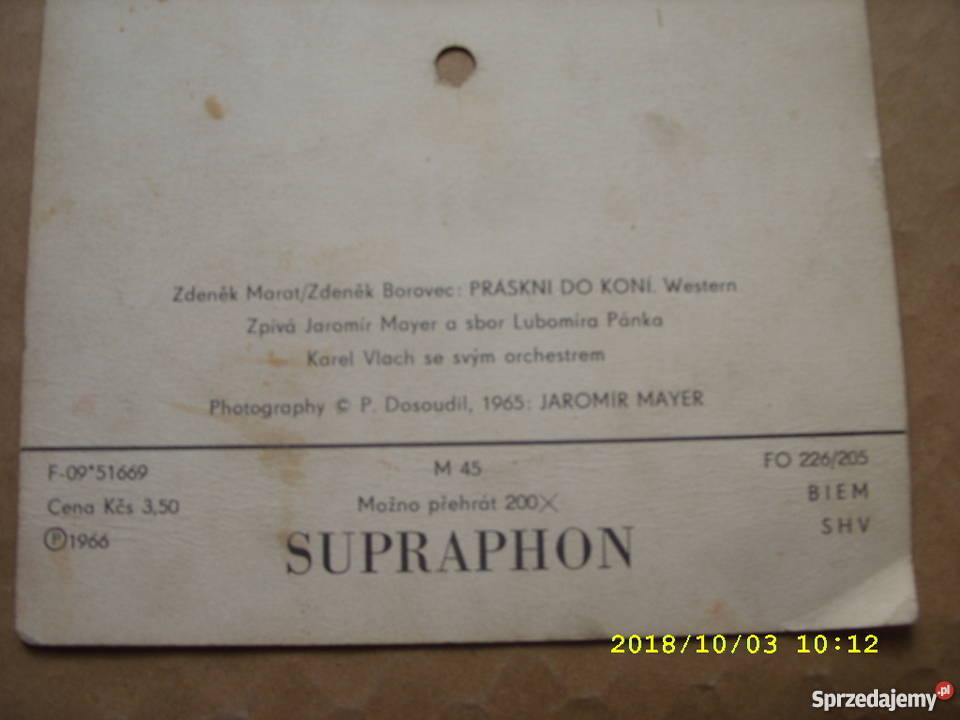 Zdeněk Marat/Zdeněk Borovec: PRÁSKNI DO KONÍ. Western
Zpívá Jaromír Mayer a sbor Lubomíra Pánka
Karel Vlach se svým orchestrem
Photography © P. Dosoudil, 1965: JAROMÍR MAYER
F-09*51669 M 45 FO 226/205
Cena Kčs 3,50 Možno přehrát 200X BIEM
Ⓟ1966 SUPRAPHON SHV
2018/10/03 10:12
Sprzedajemy.pl